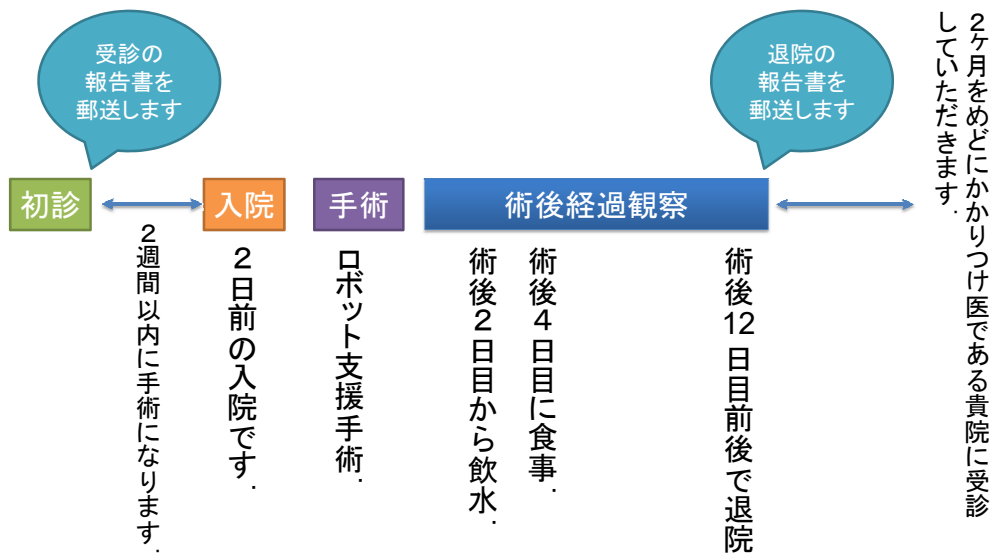 受診の
報告書を
郵送します
退院の
報告書を
郵送します
初診
入院
手術
術後経過観察
２週間以内に手術になります．
２日前の入院です．
ロボット支援手術．
術後２日目から飲水．
術後４日目に食事．
術後12日目前後で退院
２ヶ月をめどにかかりつけ医である貴院に受診
していただきます．